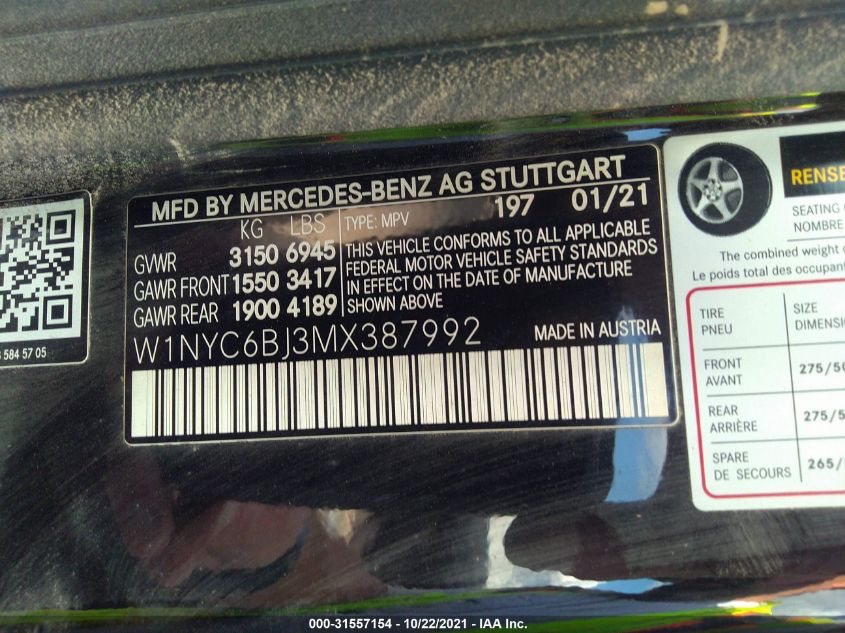 MFD BY MERCEDES-BENZ AG STUTTGART
KG LBS TYPE: MPV 197 01/21
GVWR 3150 6945
GAWR FRONT 1550 3417
GAWR REAR 1900 4189
THIS VEHICLE CONFORMS TO ALL APPLICABLE
FEDERAL MOTOR VEHICLE SAFETY STANDARDS
IN EFFECT ON THE DATE OF MANUFACTURE
SHOWN ABOVE
W1NYC6BJ3MX387992 MADE IN AUSTRIA
584 57 05
SEATING
NOMBRE
The combined weight
Le poids total des
TIRE
PNEU
SIZE
FRONT
AVANT
275/50
REAR
ARRIÈRE
275/5
SPARE
DE SECOURS
265/
000-31557154 - 10/22/2021 - IAA Inc.